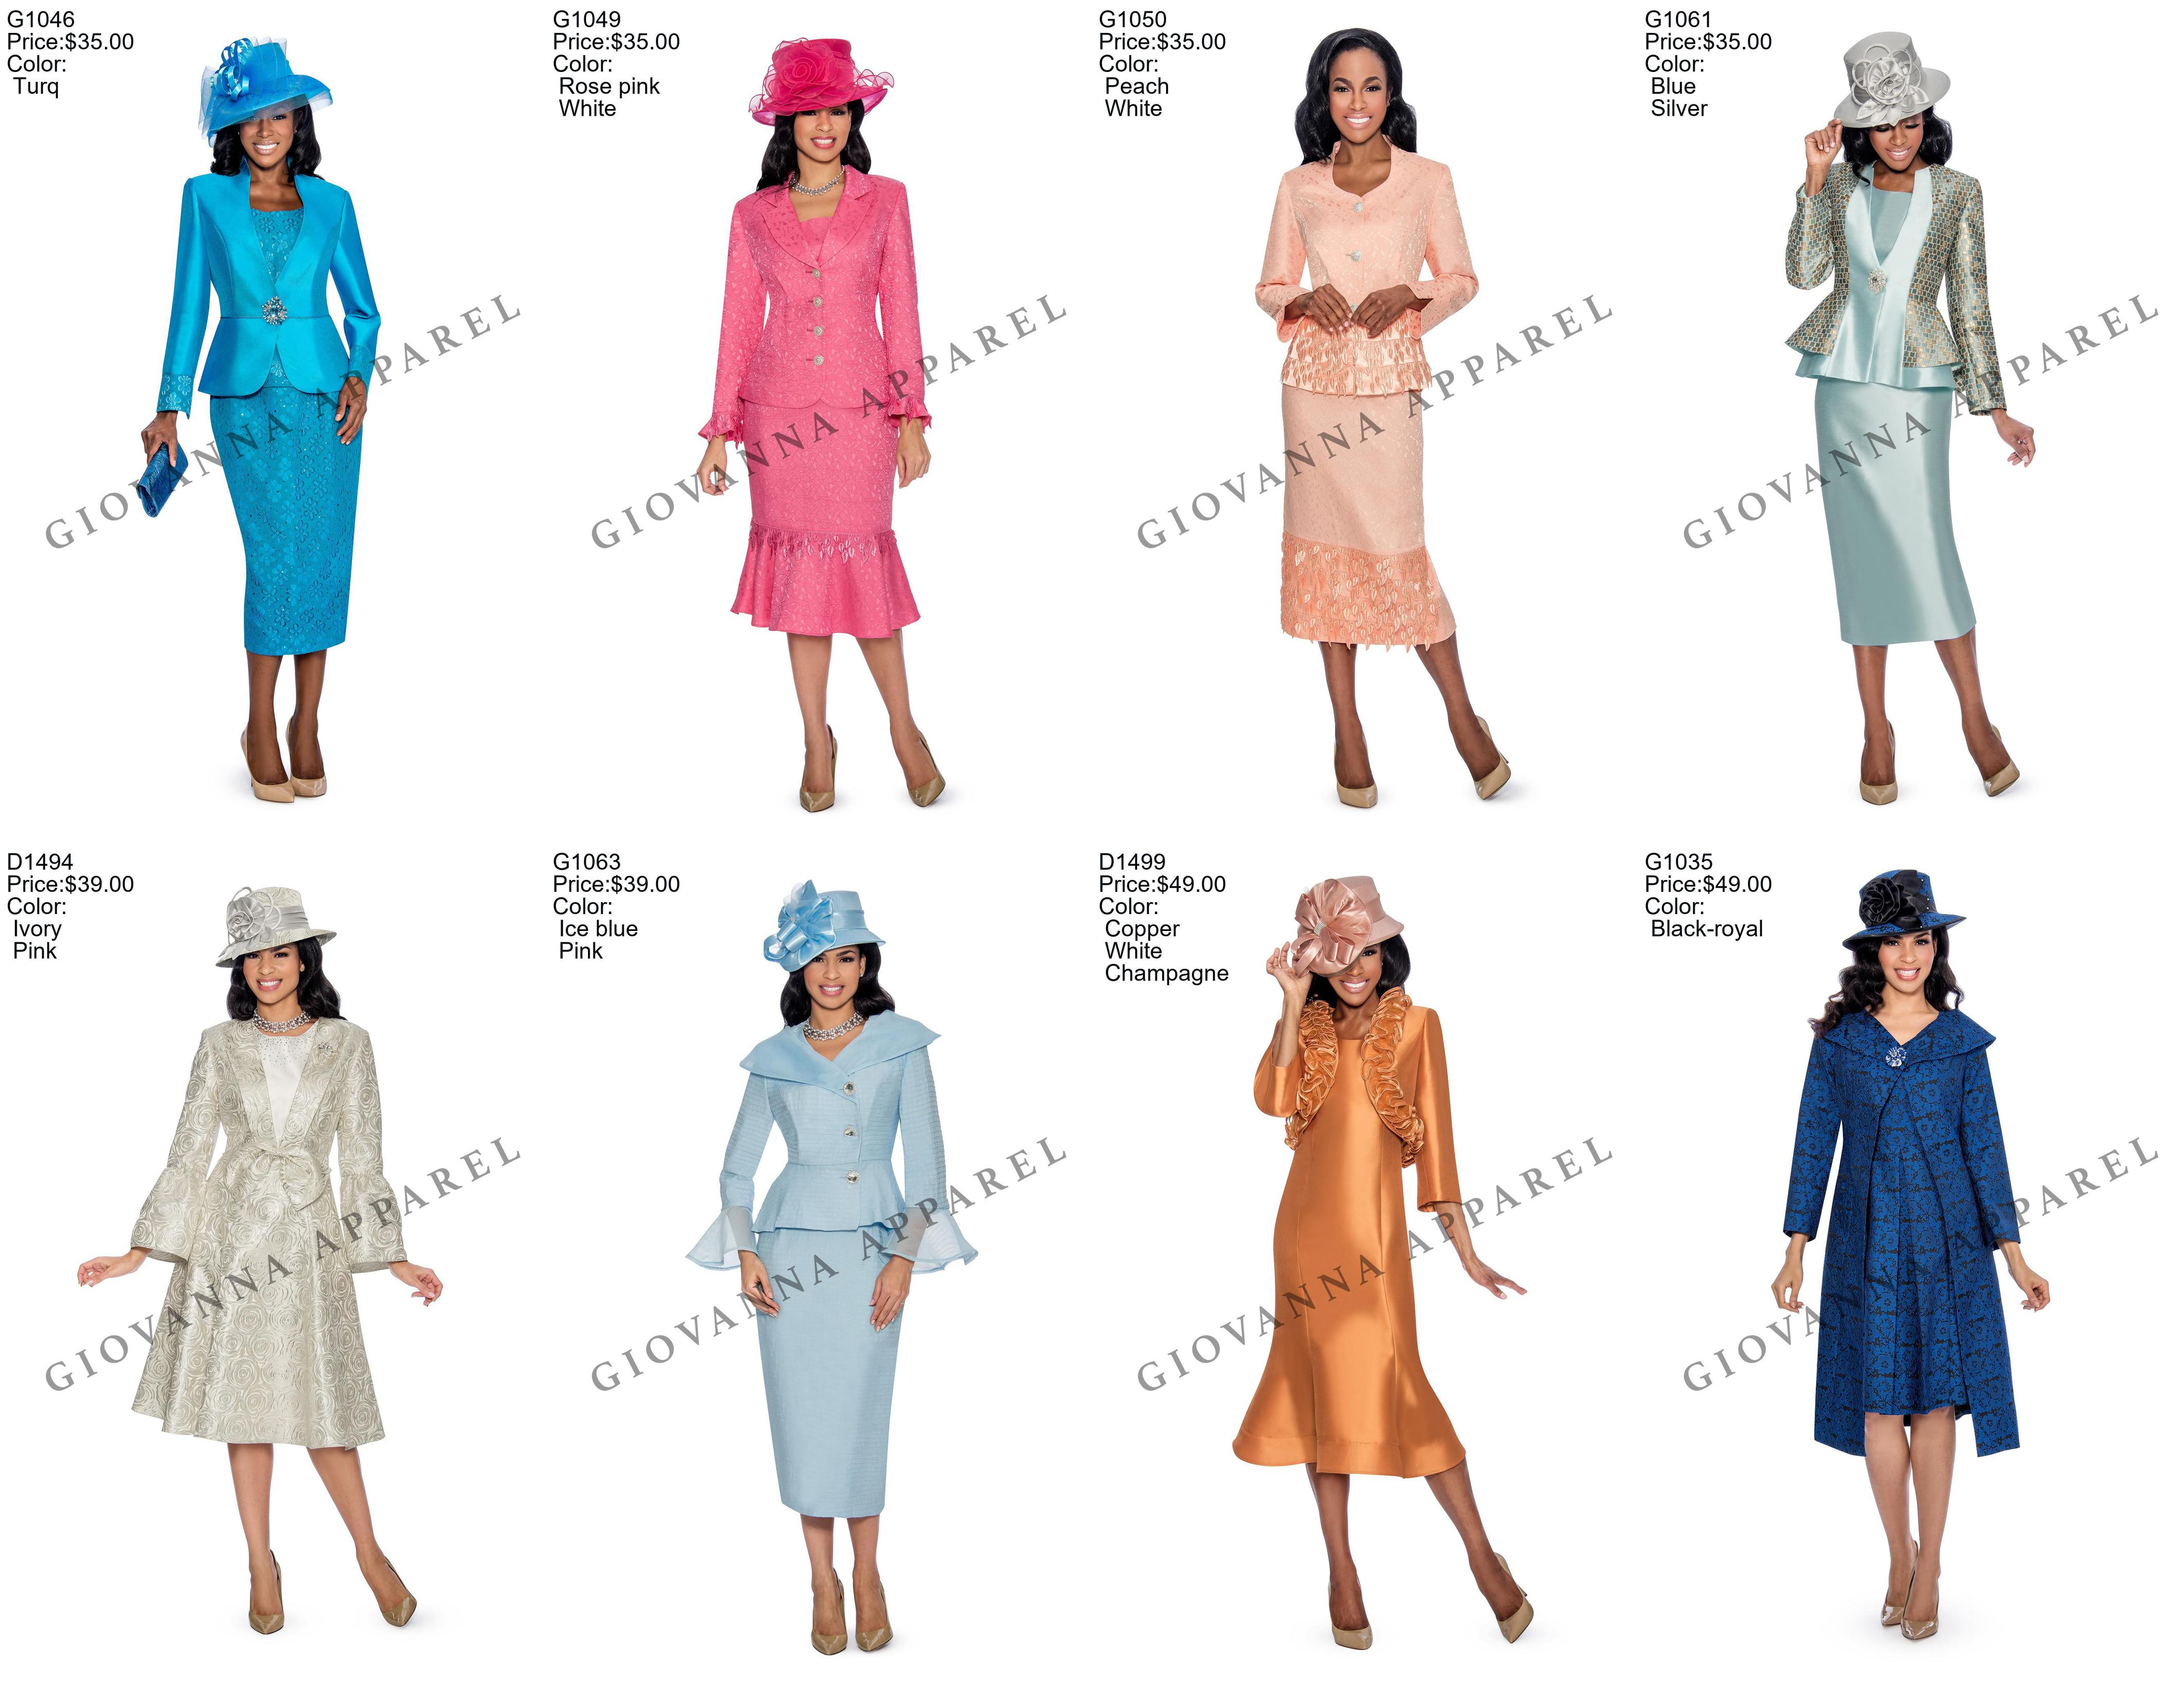 G1046
Price:$35.00
Color:
Turq
GIOVANNA APPAREL
G1049
Price:$35.00
Color:
Rose pink
White
GIOVANNA APPAREL
G1050
Price:$35.00
Color:
Peach
White
GIOVANNA APPAREL
G1061
Price:$35.00
Color:
Blue
Silver
GIOVANNA APPAREL
D1494
Price:$39.00
Color:
Ivory
Pink
GIOVANNA APPAREL
G1063
Price:$39.00
Color:
Ice blue
Pink
GIOVANNA APPAREL
D1499
Price:$49.00
Color:
Copper
White
Champagne
GIOVANNA APPAREL
G1035
Price:$49.00
Color:
Black-royal
GIOVANNA APPAREL